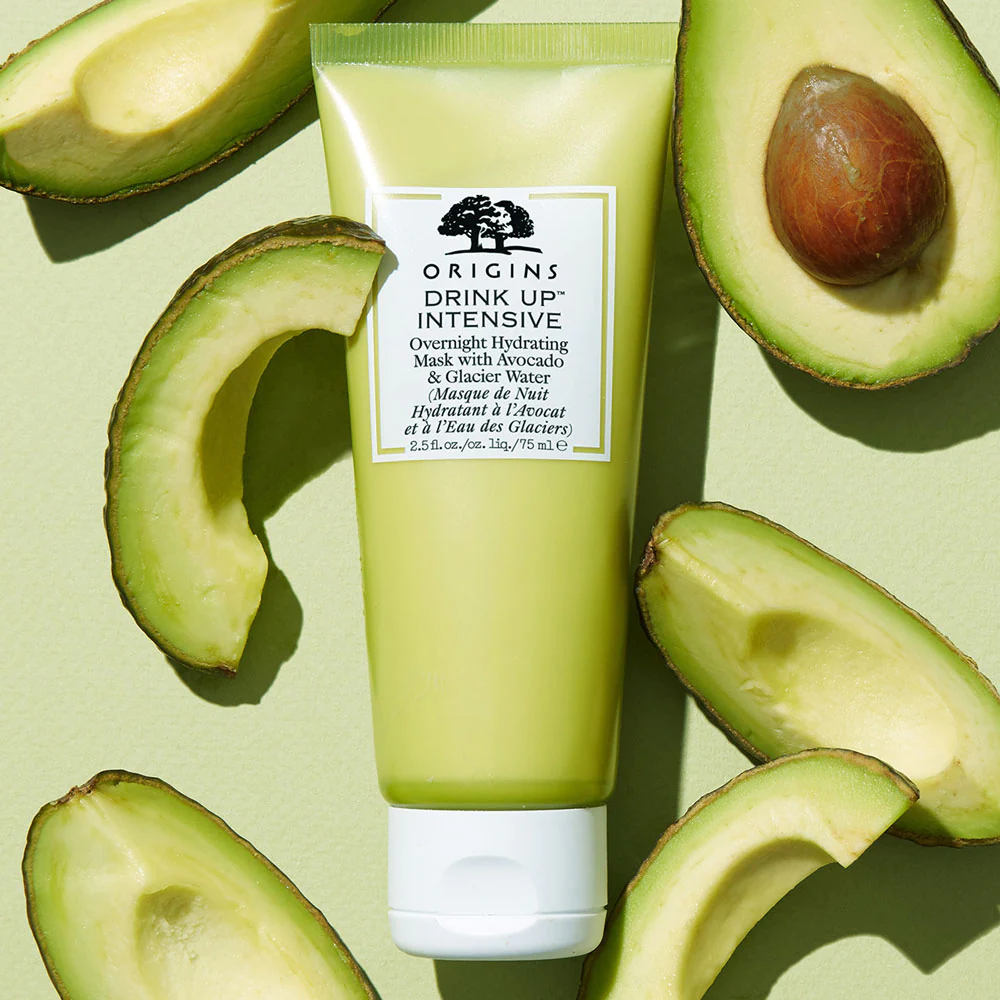 ORIGINS
DRINK UP™
INTENSIVE
Overnight Hydrating
Mask with Avocado
& Glacier Water
(Masque de Nuit
Hydratant à l'Avocat
et à l'Eau des Glaciers)
2.5 fl. oz./oz. liq./75 ml ℮